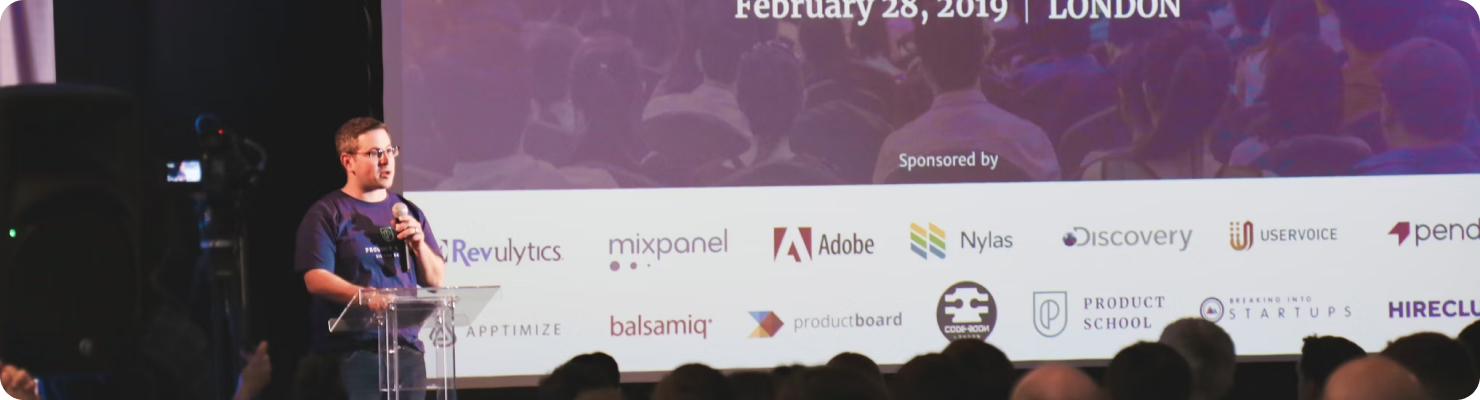 February 28, 2019 | LONDON
Sponsored by
Revulytics
mixpanel
Adobe
Nylas
Discovery
USERVOICE
pend
APPTIMIZE
balsamiq
productboard
CODE-ROOM
LONDON
PRODUCT
SCHOOL
BREAKING INTO
STARTUPS
HIRECLU